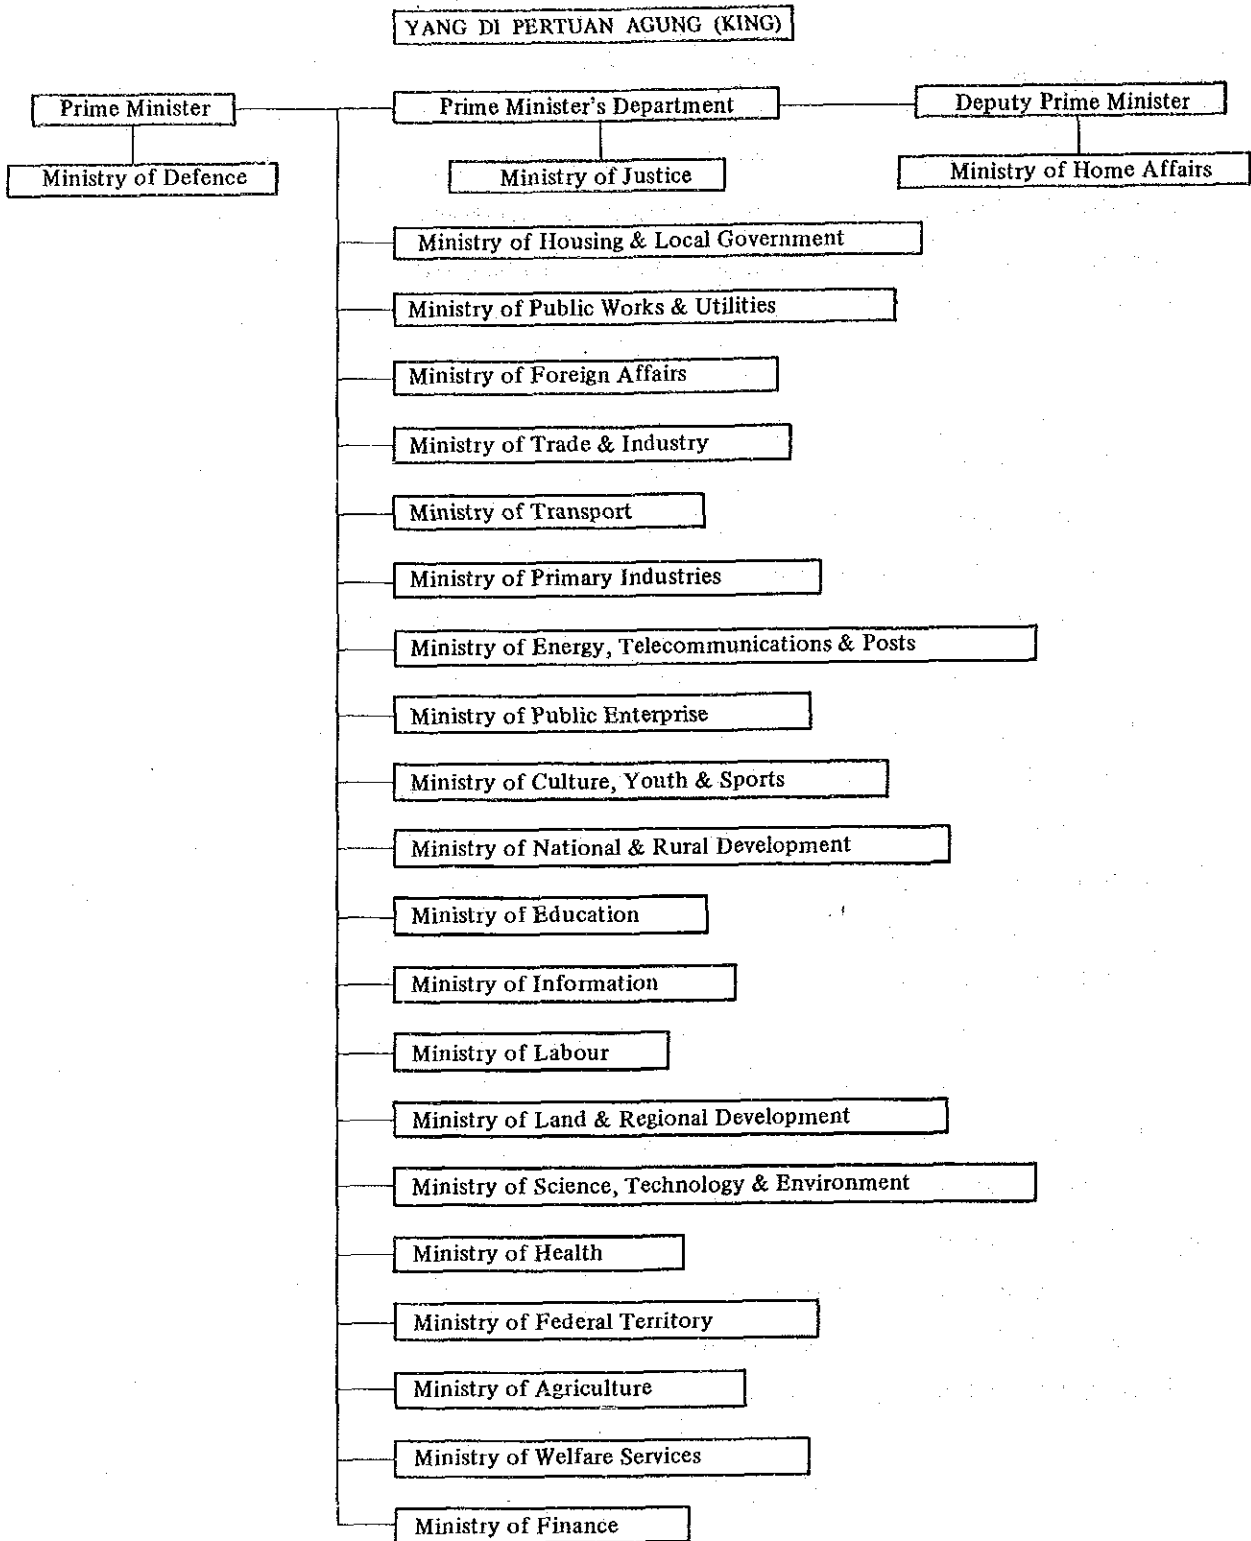 YANG DI PERTUAN AGUNG (KING)
Prime Minister
Prime Minister's Department
Deputy Prime Minister
Ministry of Defence
Ministry of Justice
Ministry of Home Affairs
Ministry of Housing & Local Government
Ministry of Public Works & Utilities
Ministry of Foreign Affairs
Ministry of Trade & Industry
Ministry of Transport
Ministry of Primary Industries
Ministry of Energy, Telecommunications & Posts
Ministry of Public Enterprise
Ministry of Culture, Youth & Sports
Ministry of National & Rural Development
Ministry of Education
Ministry of Information
Ministry of Labour
Ministry of Land & Regional Development
Ministry of Science, Technology & Environment
Ministry of Health
Ministry of Federal Territory
Ministry of Agriculture
Ministry of Welfare Services
Ministry of Finance